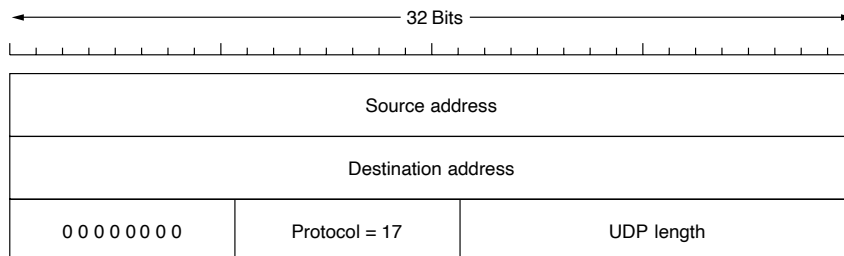 32 Bits
Source address
Destination address
0 0 0 0 0 0 0 0 Protocol = 17 UDP length